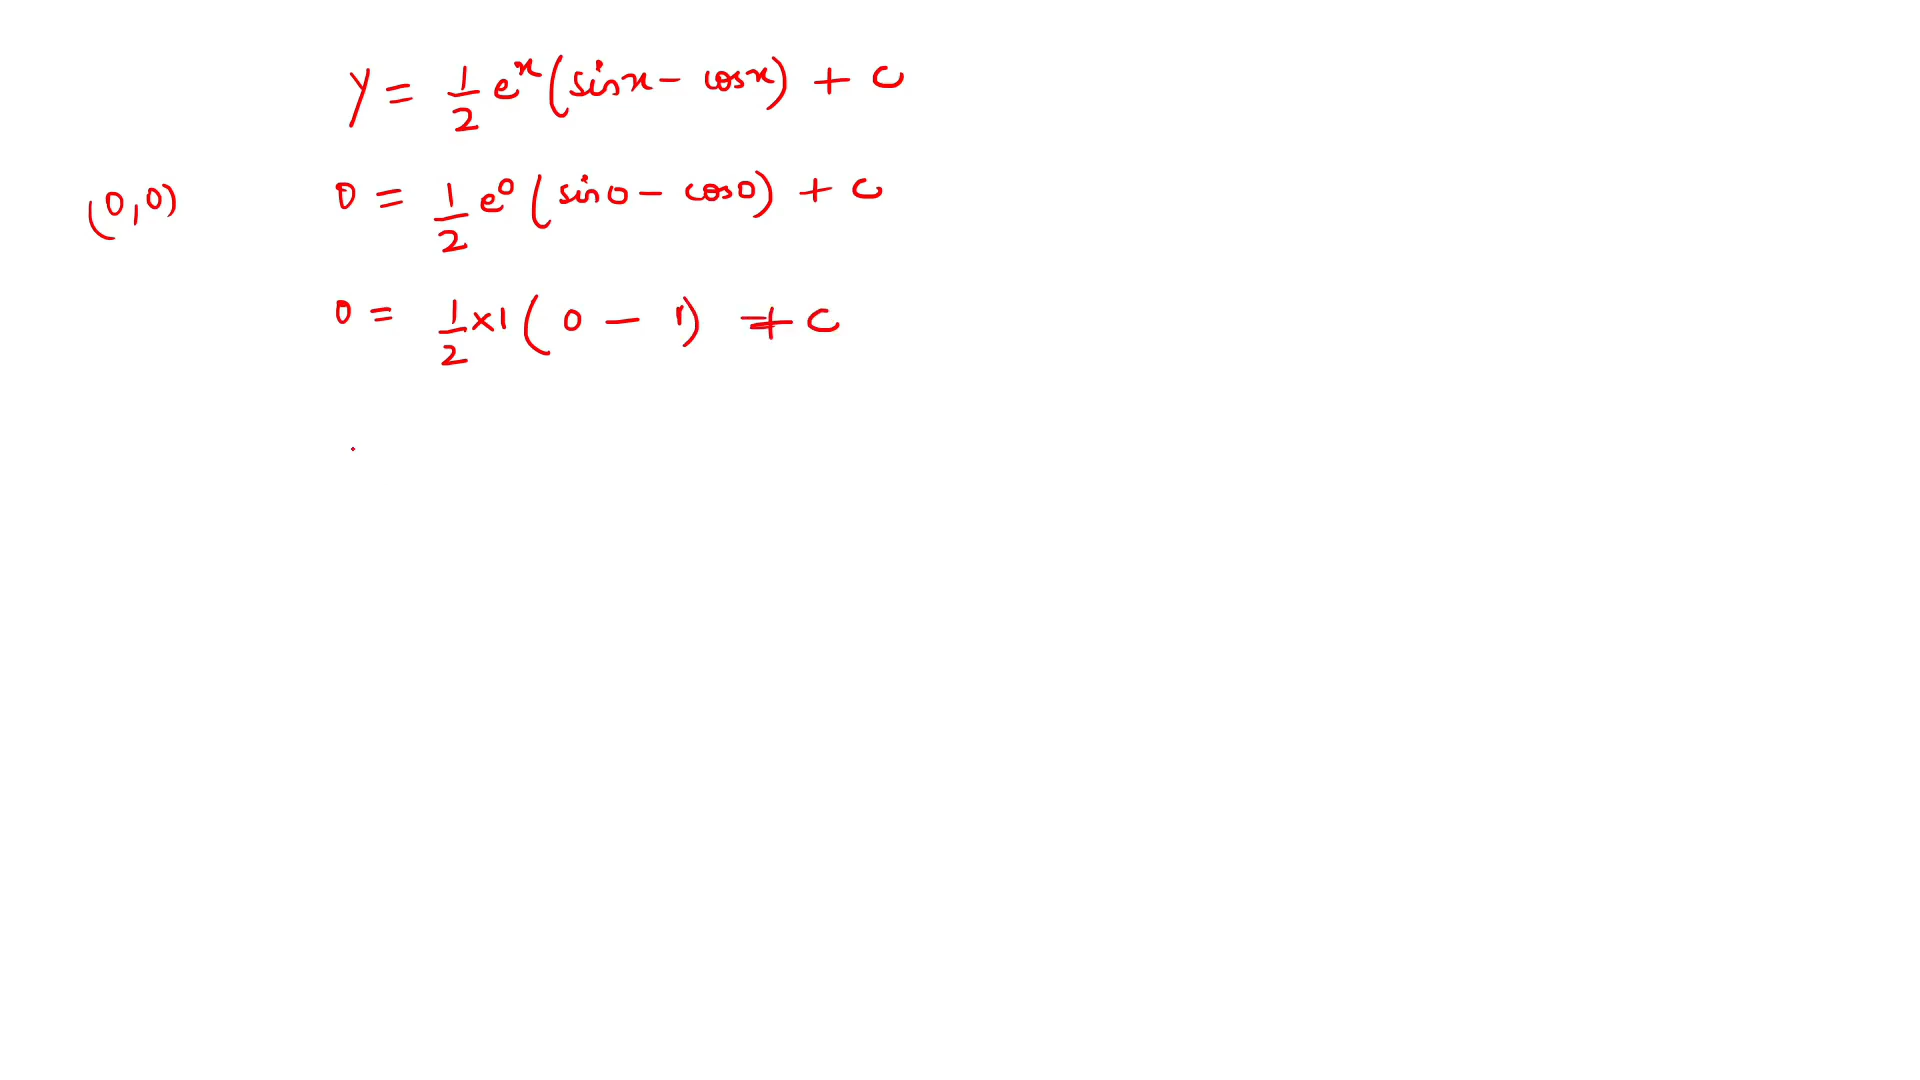 y = 1/2 e^x (sinx - cosx) + c
(0,0) 0 = 1/2 e^0 (sin0 - cos0) + c
0 = 1/2 ×1 ( 0 - 1) + c